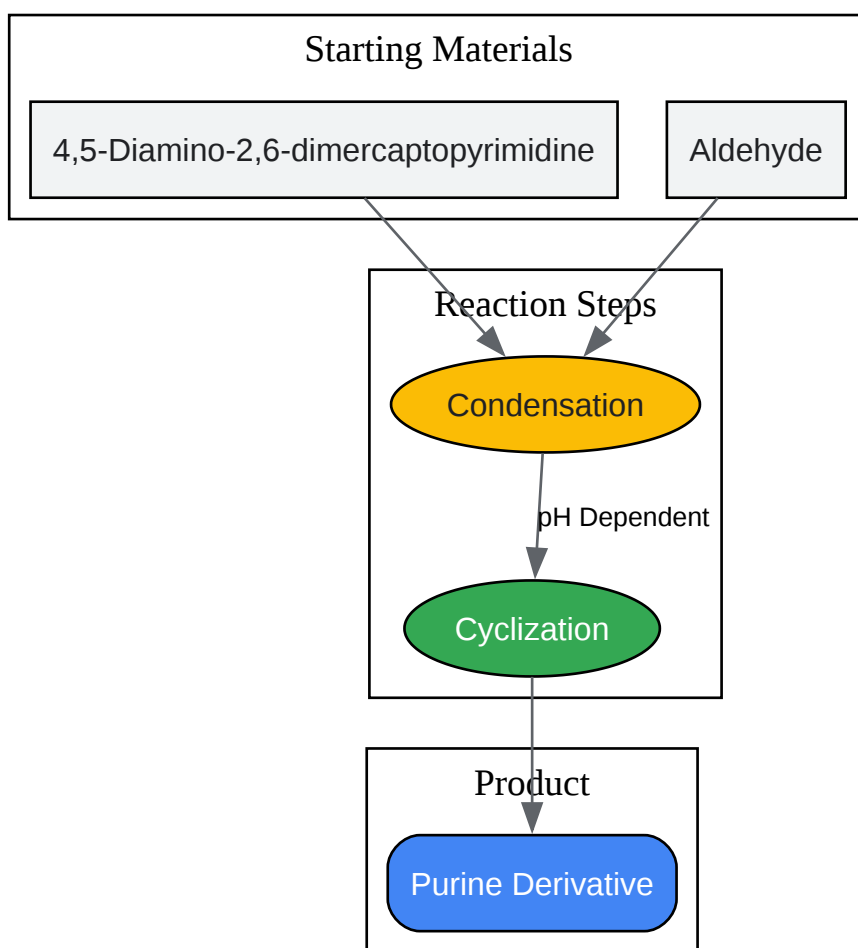 Starting Materials
4,5-Diamino-2,6-dimercaptopyrimidine
Aldehyde
Reaction Steps
Condensation
pH Dependent
Cyclization
Product
Purine Derivative